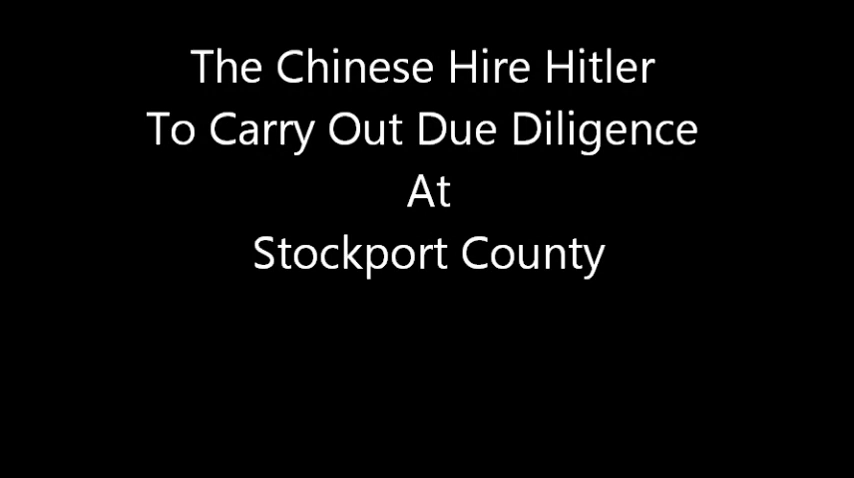 The Chinese Hire Hitler
To Carry Out Due Diligence
At
Stockport County